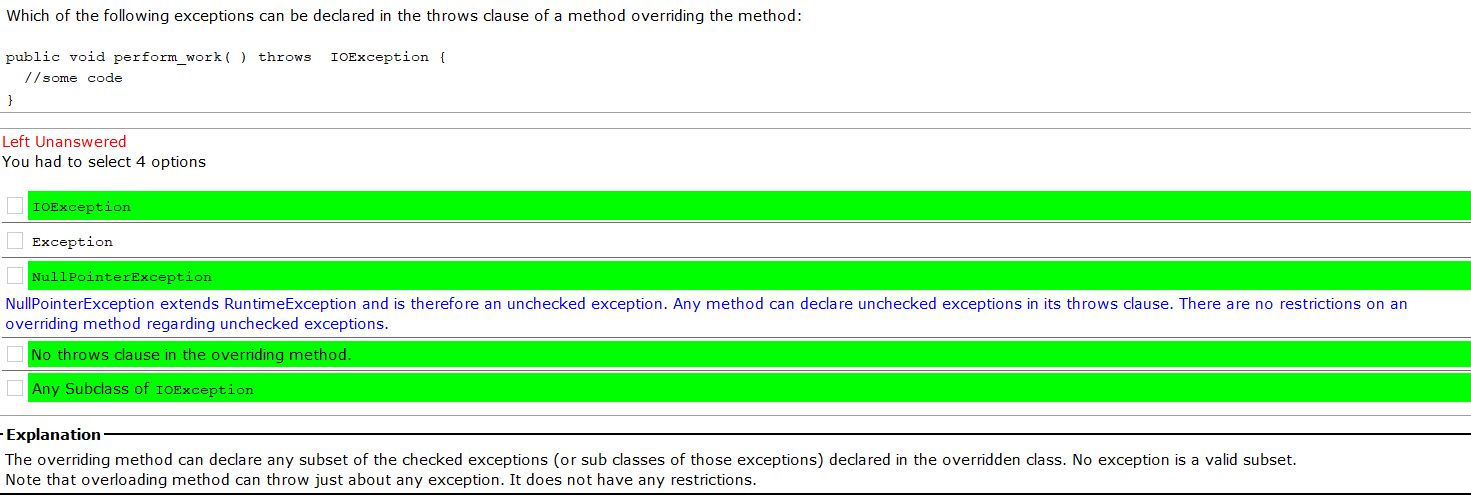 Which of the following exceptions can be declared in the throws clause of a method overriding the method:
public void perform_work( ) throws  IOException {
//some code
}
Left Unanswered
You had to select 4 options
IOException
Exception
NullPointerException
NullPointerException extends RuntimeException and is therefore an unchecked exception. Any method can declare unchecked exceptions in its throws clause. There are no restrictions on an
overriding method regarding unchecked exceptions.
No throws clause in the overriding method.
Any Subclass of IOException
Explanation
The overriding method can declare any subset of the checked exceptions (or sub classes of those exceptions) declared in the overridden class. No exception is a valid subset.
Note that overloading method can throw just about any exception. It does not have any restrictions.